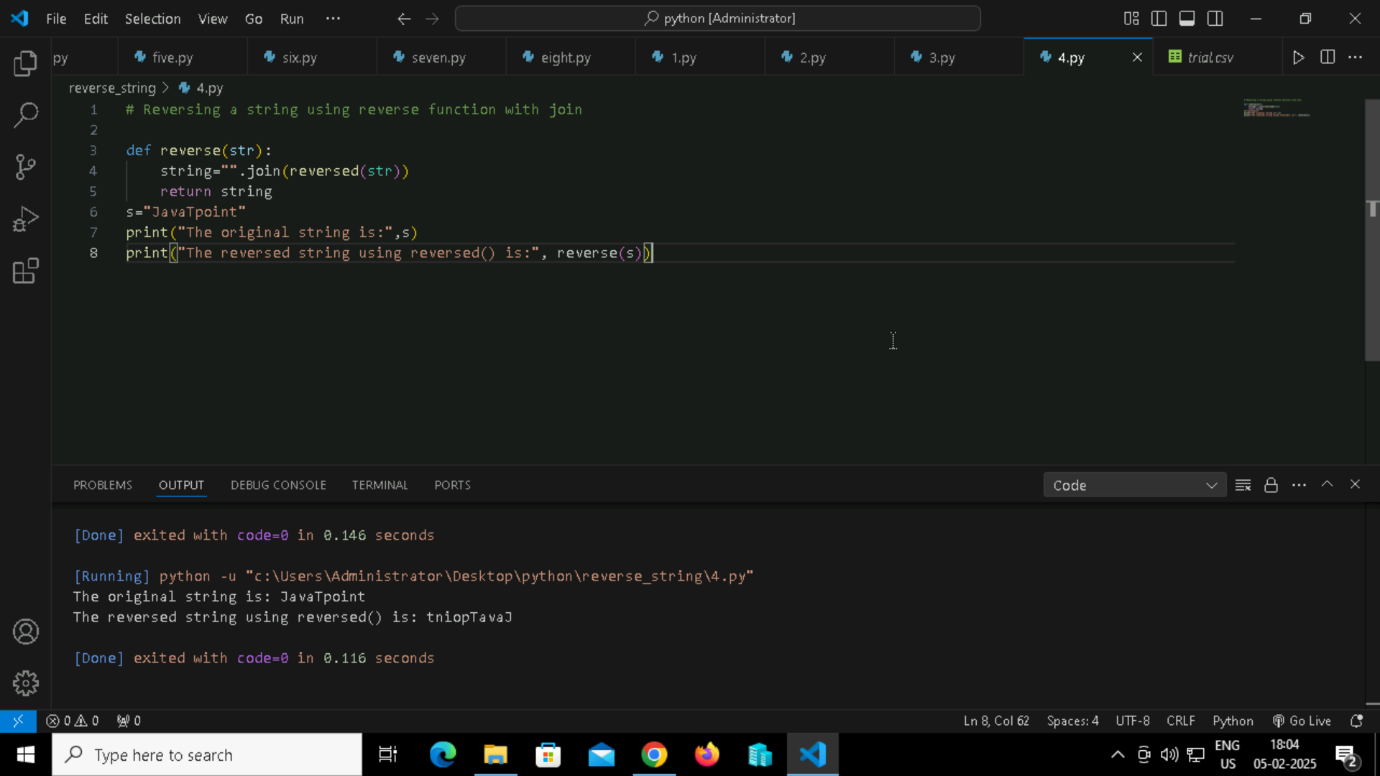 File Edit Selection View Go Run ··· python [Administrator]
py five.py six.py seven.py eight.py 1.py 2.py 3.py 4.py trial.csv
reverse_string > 4.py
1 # Reversing a string using reverse function with join
2
3 def reverse(str):
4 string="".join(reversed(str))
5 return string
6 s="JavaTpoint"
7 print("The original string is:",s)
8 print("The reversed string using reversed() is:", reverse(s))
PROBLEMS OUTPUT DEBUG CONSOLE TERMINAL PORTS Code
[Done] exited with code=0 in 0.146 seconds
[Running] python -u "c:\Users\Administrator\Desktop\python\reverse_string\4.py"
The original string is: JavaTpoint
The reversed string using reversed() is: tniopTavaJ
[Done] exited with code=0 in 0.116 seconds
0 0 0 Ln 8, Col 62 Spaces: 4 UTF-8 CRLF Python Go Live
Type here to search ENG US 18:04 05-02-2025 2